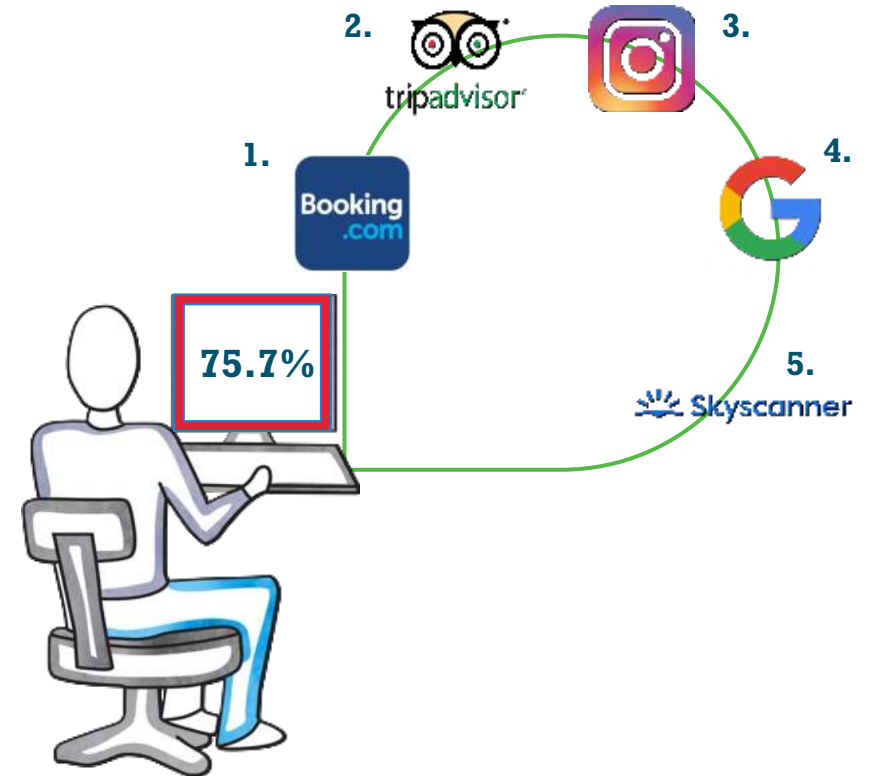 2.
3.
tripadvisor
1.
4.
Booking
.com
75.7%
5.
Skyscanner